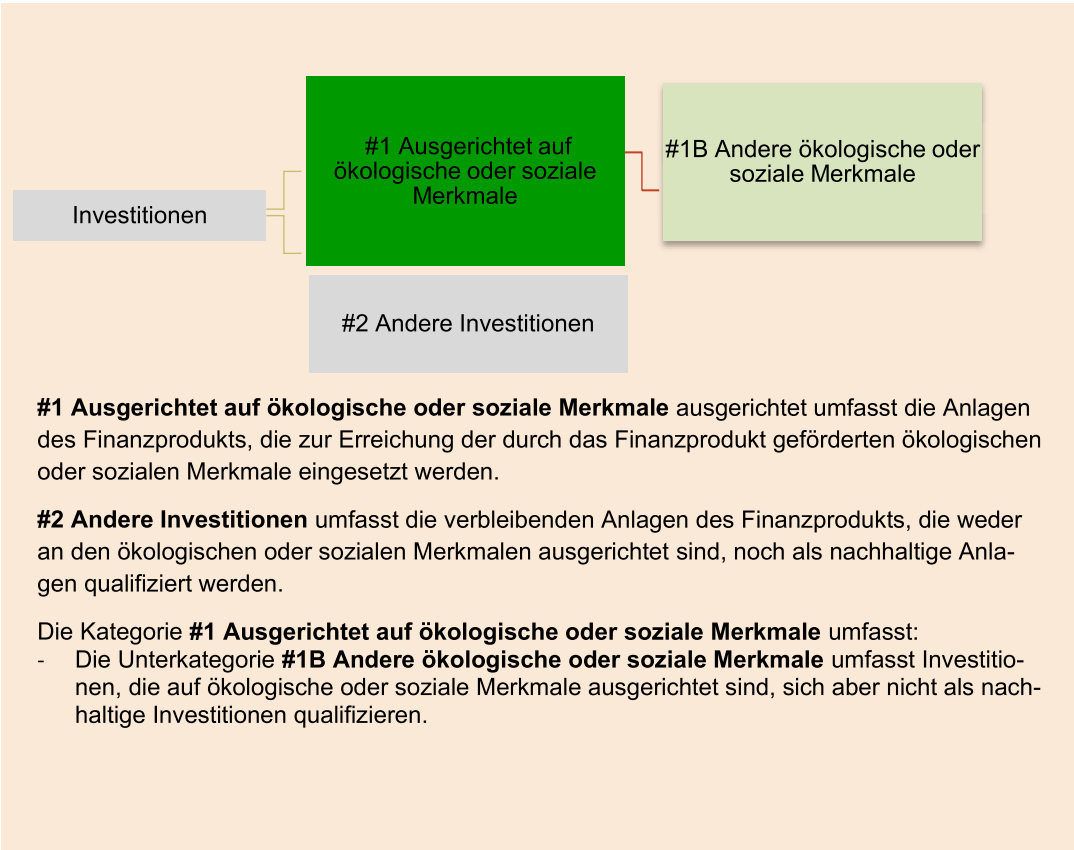 #1 Ausgerichtet auf
ökologische oder soziale
Merkmale
#1B Andere ökologische oder
soziale Merkmale
Investitionen
#2 Andere Investitionen
#1 Ausgerichtet auf ökologische oder soziale Merkmale ausgerichtet umfasst die Anlagen
des Finanzprodukts, die zur Erreichung der durch das Finanzprodukt geförderten ökologischen
oder sozialen Merkmale eingesetzt werden.
#2 Andere Investitionen umfasst die verbleibenden Anlagen des Finanzprodukts, die weder
an den ökologischen oder sozialen Merkmalen ausgerichtet sind, noch als nachhaltige Anla-
gen qualifiziert werden.
Die Kategorie #1 Ausgerichtet auf ökologische oder soziale Merkmale umfasst:
- Die Unterkategorie #1B Andere ökologische oder soziale Merkmale umfasst Investitio-
nen, die auf ökologische oder soziale Merkmale ausgerichtet sind, sich aber nicht als nach-
haltige Investitionen qualifizieren.